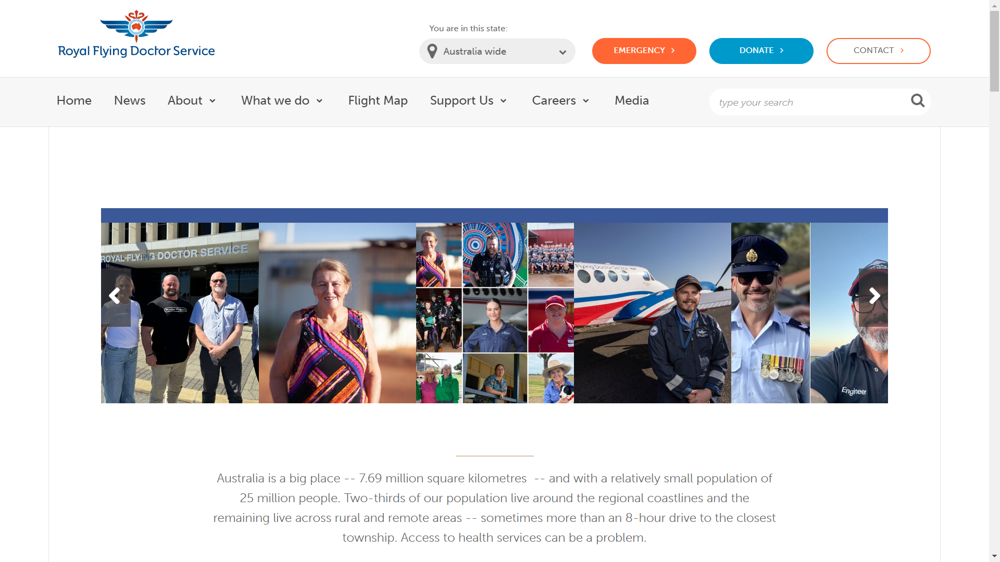 Royal Flying Doctor Service
You are in this state:
Australia wide
EMERGENCY
DONATE
CONTACT
Home
News
About
What we do
Flight Map
Support Us
Careers
Media
type your search
ROYAL FLYING DOCTOR SERVICE
Flying Doctor Service
Engineer
Australia is a big place -- 7.69 million square kilometres -- and with a relatively small population of
25 million people. Two-thirds of our population live around the regional coastlines and the
remaining live across rural and remote areas -- sometimes more than an 8-hour drive to the closest
township. Access to health services can be a problem.